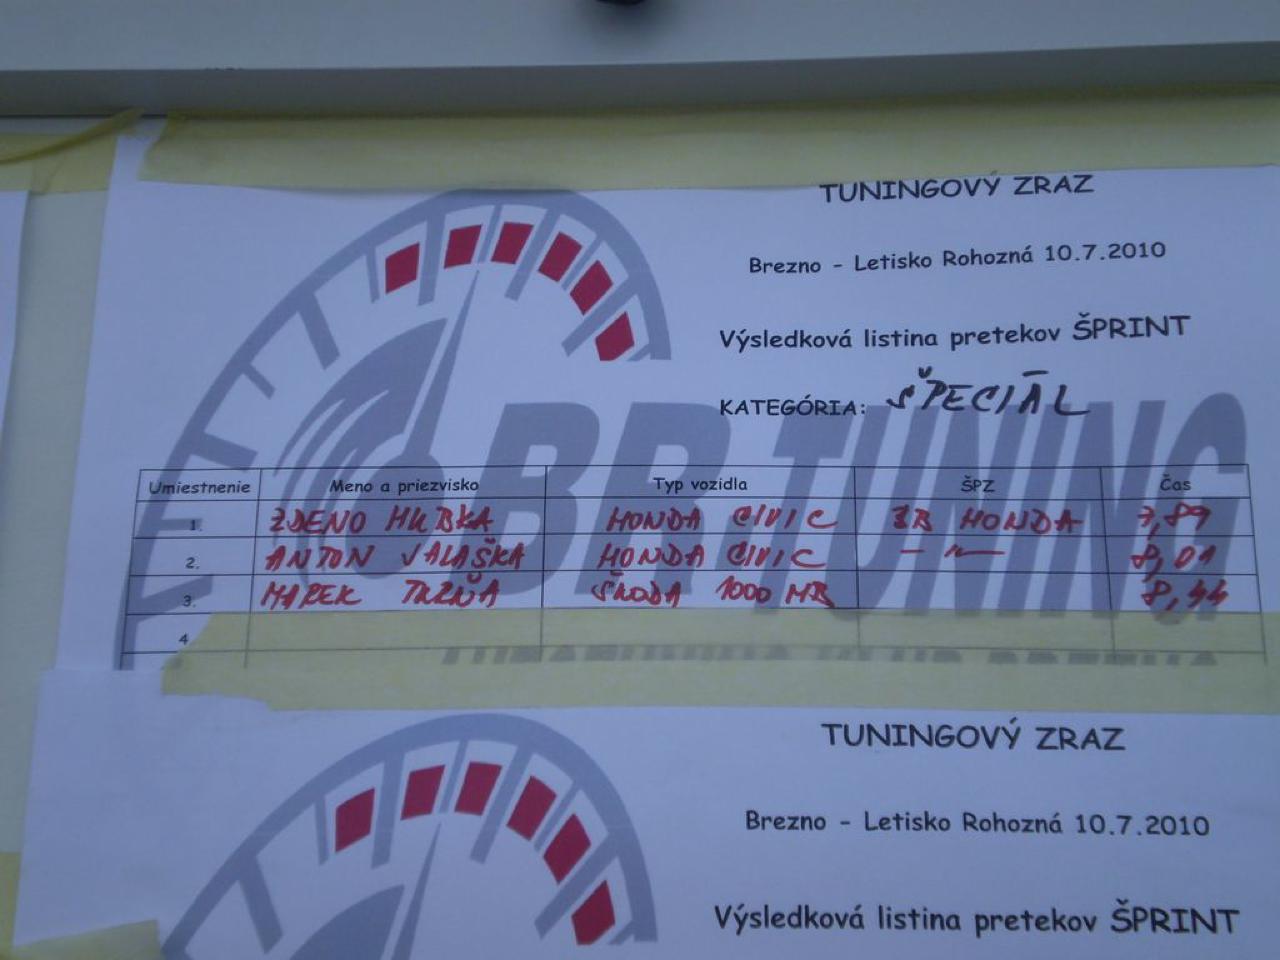 TUNINGOVÝ ZRAZ
Brezno - Letisko Rohozná 10.7.2010
Výsledková listina pretekov ŠPRINT
KATEGÓRIA: ŠPECIÁL
BR TUNING
Umiestnenie Meno a priezvisko Typ vozidla ŠPZ Čas
1. ZDENO HRBKA HONDA CIVIC HONDA 7,89
2. ANTON VALAŠKA HONDA CIVIC 8,01
3. MAREK ŠKODA 1000 MB 8,44
4
TUNINGOVÝ ZRAZ
Brezno - Letisko Rohozná 10.7.2010
Výsledková listina pretekov ŠPRINT